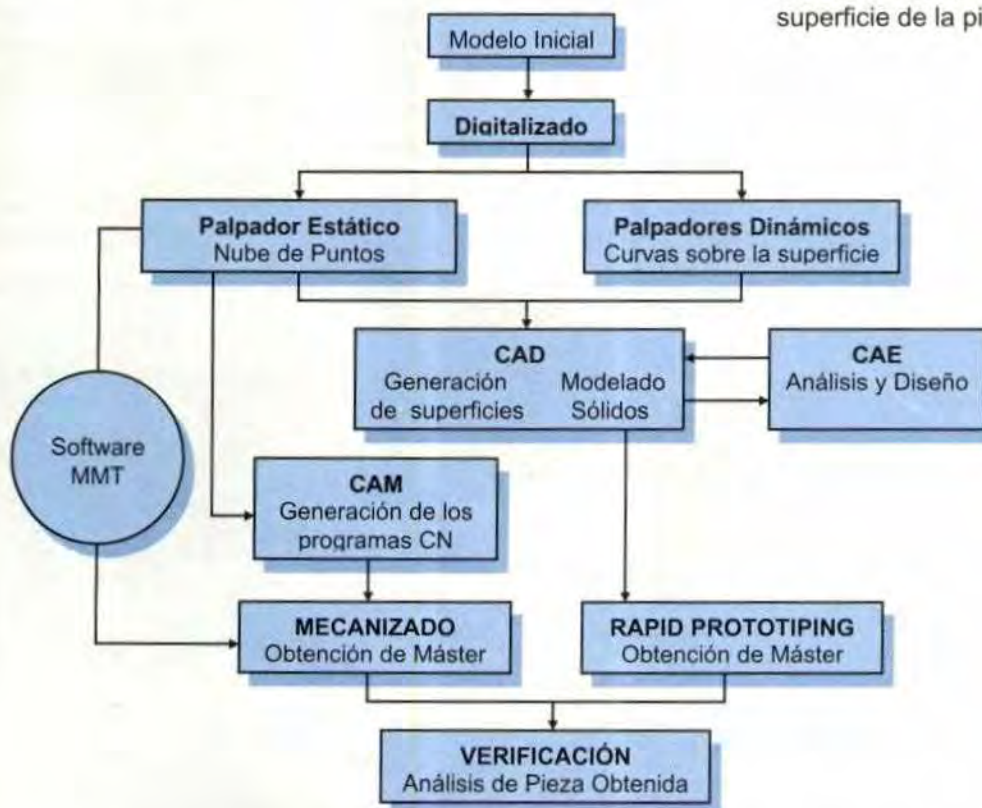 superficie de la pi
Modelo Inicial
Digitalizado
Palpador Estático
Nube de Puntos
Palpadores Dinámicos
Curvas sobre la superficie
CAD
Generación de superficies
Modelado Sólidos
CAE
Análisis y Diseño
Software
MMT
CAM
Generación de los
programas CN
MECANIZADO
Obtención de Máster
RAPID PROTOTIPING
Obtención de Máster
VERIFICACIÓN
Análisis de Pieza Obtenida